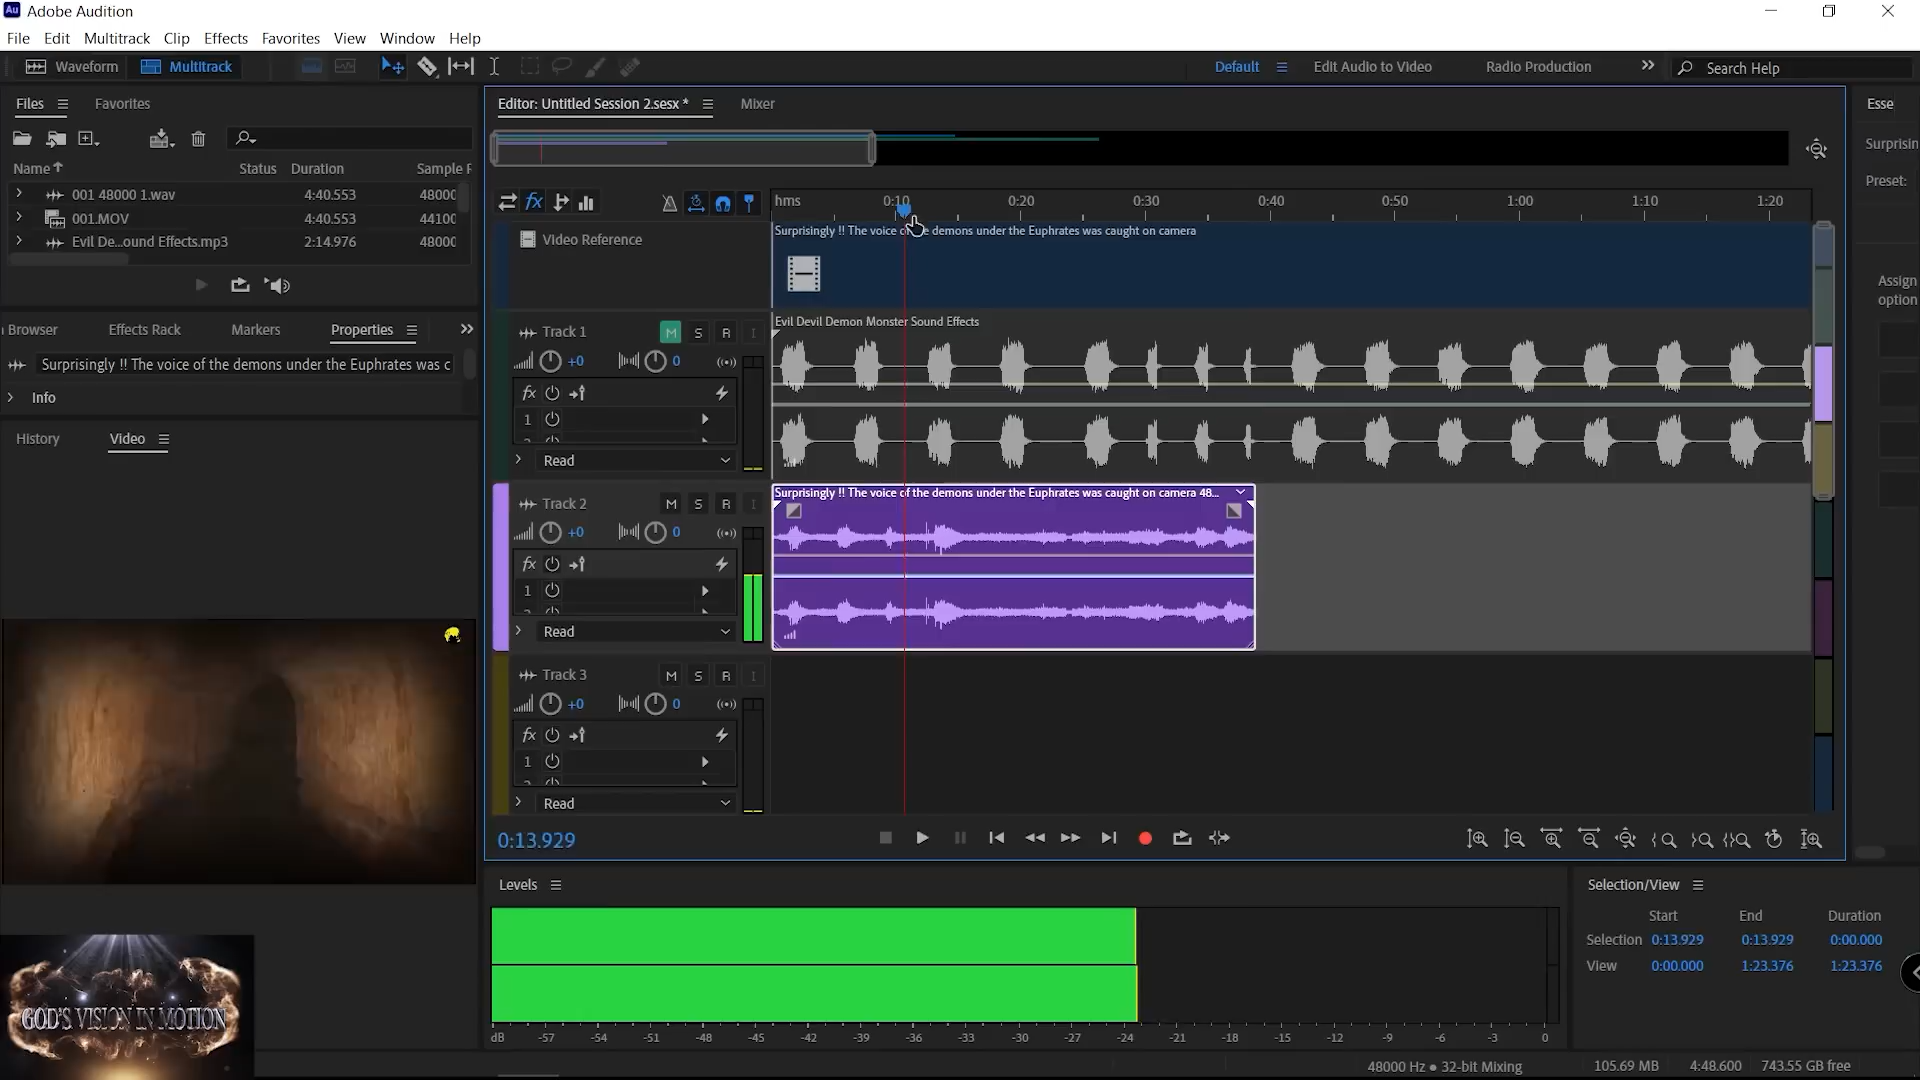 Au Adobe Audition
File Edit Multitrack Clip Effects Favorites View Window Help
Waveform Multitrack Default Edit Audio to Video Radio Production Search Help
Files Favorites
Name Status Duration Sample R
001 48000 1.wav 4:40.553 48000
001.MOV 4:40.553 44100
Evil De...ound Effects.mp3 2:14.976 48000
Browser Effects Rack Markers Properties
Surprisingly !! The voice of the demons under the Euphrates was c
Info
History Video
GOD'S VISION IN MOTION
Editor: Untitled Session 2.sesx * Mixer
fx hms 0:10 0:20 0:30 0:40 0:50 1:00 1:10 1:20
Video Reference
Surprisingly !! The voice of the demons under the Euphrates was caught on camera
Track 1 M S R I
Evil Devil Demon Monster Sound Effects
+0 0
fx
1
Read
Track 2 M S R I
Surprisingly !! The voice of the demons under the Euphrates was caught on camera 48...
+0 0
fx
1
Read
Track 3 M S R I
+0 0
fx
1
Read
0:13.929
Levels
dB -57 -54 -51 -48 -45 -42 -39 -36 -33 -30 -27 -24 -21 -18 -15 -12 -9 -6 -3 0
Selection/View
Start End Duration
Selection 0:13.929 0:13.929 0:00.000
View 0:00.000 1:23.376 1:23.376
48000 Hz ● 32-bit Mixing 105.69 MB 4:48.600 743.55 GB free
Esse
Surprisin
Preset:
Assign
option